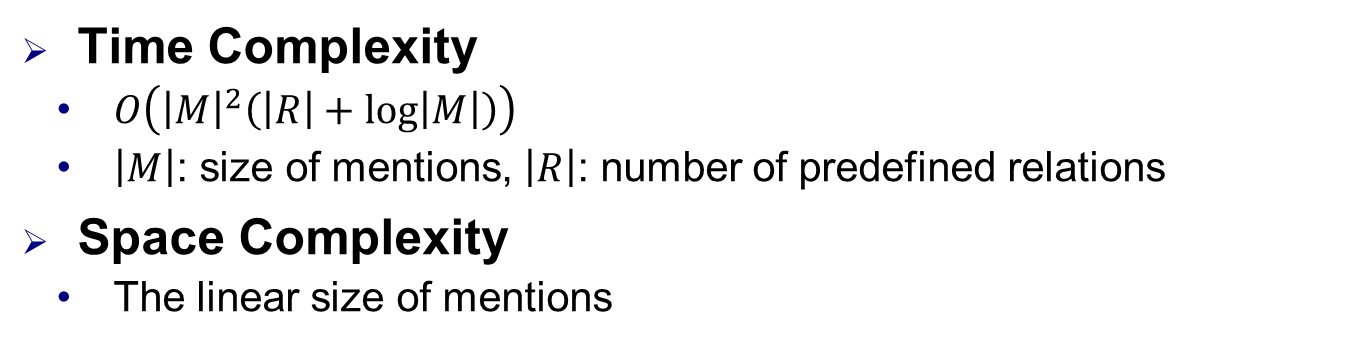 ➢ Time Complexity
• O(|M|²(|R| + log|M|))
• |M|: size of mentions, |R|: number of predefined relations
➢ Space Complexity
• The linear size of mentions